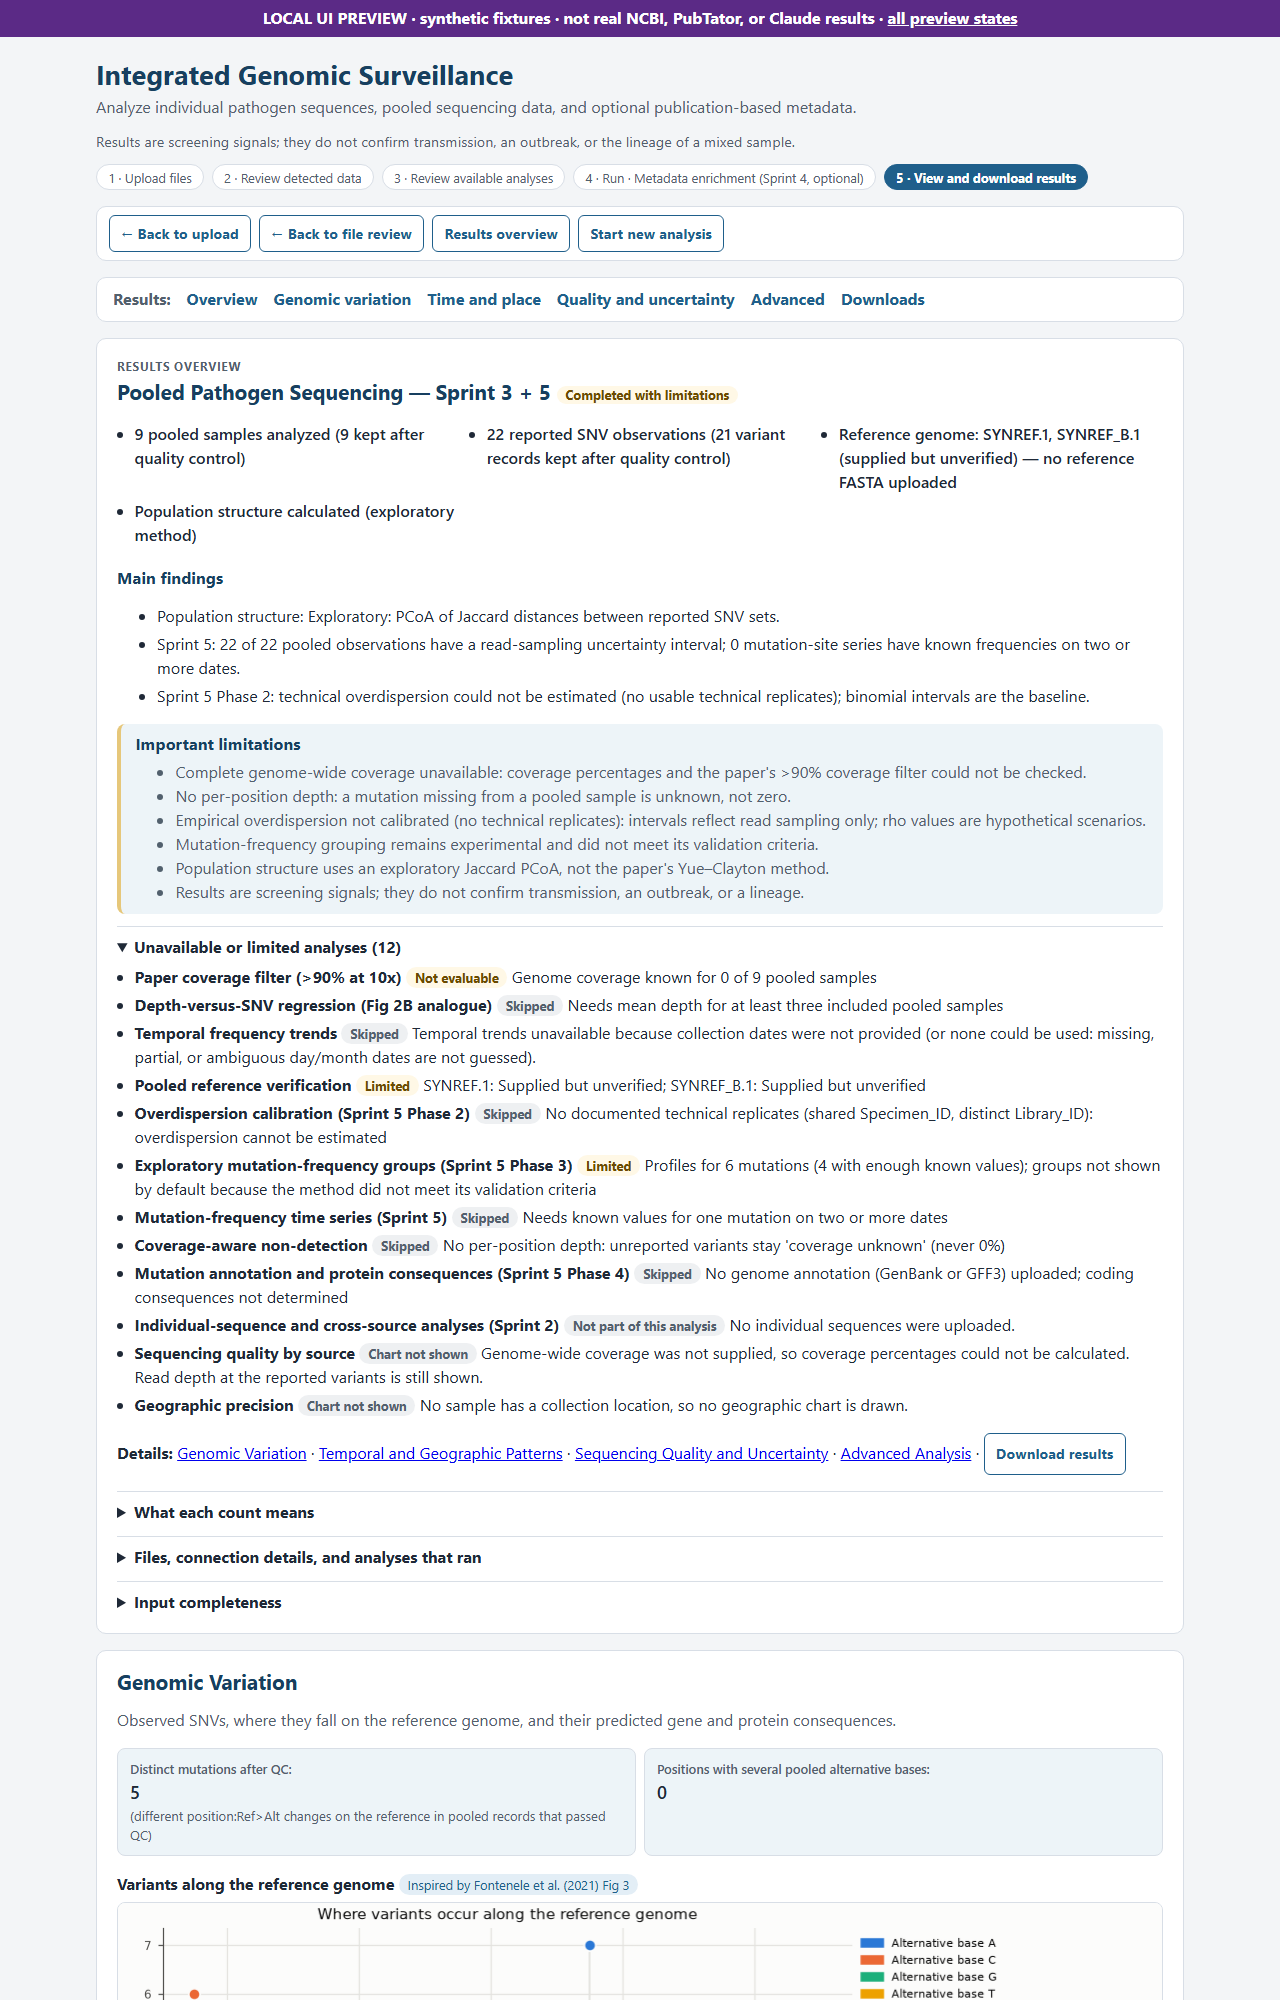 LOCAL UI PREVIEW · synthetic fixtures · not real NCBI, PubTator, or Claude results · all preview states
Integrated Genomic Surveillance
Analyze individual pathogen sequences, pooled sequencing data, and optional publication-based metadata.
Results are screening signals; they do not confirm transmission, an outbreak, or the lineage of a mixed sample.
1 · Upload files
2 · Review detected data
3 · Review available analyses
4 · Run · Metadata enrichment (Sprint 4, optional)
5 · View and download results
← Back to upload
← Back to file review
Results overview
Start new analysis
Results: Overview Genomic variation Time and place Quality and uncertainty Advanced Downloads
RESULTS OVERVIEW
Pooled Pathogen Sequencing — Sprint 3 + 5 Completed with limitations
• 9 pooled samples analyzed (9 kept after
quality control)
• 22 reported SNV observations (21 variant
records kept after quality control)
• Reference genome: SYNREF.1, SYNREF_B.1
(supplied but unverified) — no reference
FASTA uploaded
• Population structure calculated (exploratory
method)
Main findings
• Population structure: Exploratory: PCoA of Jaccard distances between reported SNV sets.
• Sprint 5: 22 of 22 pooled observations have a read-sampling uncertainty interval; 0 mutation-site series have known frequencies on two or
more dates.
• Sprint 5 Phase 2: technical overdispersion could not be estimated (no usable technical replicates); binomial intervals are the baseline.
Important limitations
• Complete genome-wide coverage unavailable: coverage percentages and the paper's >90% coverage filter could not be checked.
• No per-position depth: a mutation missing from a pooled sample is unknown, not zero.
• Empirical overdispersion not calibrated (no technical replicates): intervals reflect read sampling only; rho values are hypothetical scenarios.
• Mutation-frequency grouping remains experimental and did not meet its validation criteria.
• Population structure uses an exploratory Jaccard PCoA, not the paper's Yue–Clayton method.
• Results are screening signals; they do not confirm transmission, an outbreak, or a lineage.
▼ Unavailable or limited analyses (12)
• Paper coverage filter (>90% at 10x) Not evaluable Genome coverage known for 0 of 9 pooled samples
• Depth-versus-SNV regression (Fig 2B analogue) Skipped Needs mean depth for at least three included pooled samples
• Temporal frequency trends Skipped Temporal trends unavailable because collection dates were not provided (or none could be used: missing,
partial, or ambiguous day/month dates are not guessed).
• Pooled reference verification Limited SYNREF.1: Supplied but unverified; SYNREF_B.1: Supplied but unverified
• Overdispersion calibration (Sprint 5 Phase 2) Skipped No documented technical replicates (shared Specimen_ID, distinct Library_ID):
overdispersion cannot be estimated
• Exploratory mutation-frequency groups (Sprint 5 Phase 3) Limited Profiles for 6 mutations (4 with enough known values); groups not shown
by default because the method did not meet its validation criteria
• Mutation-frequency time series (Sprint 5) Skipped Needs known values for one mutation on two or more dates
• Coverage-aware non-detection Skipped No per-position depth: unreported variants stay 'coverage unknown' (never 0%)
• Mutation annotation and protein consequences (Sprint 5 Phase 4) Skipped No genome annotation (GenBank or GFF3) uploaded; coding
consequences not determined
• Individual-sequence and cross-source analyses (Sprint 2) Not part of this analysis No individual sequences were uploaded.
• Sequencing quality by source Chart not shown Genome-wide coverage was not supplied, so coverage percentages could not be calculated.
Read depth at the reported variants is still shown.
• Geographic precision Chart not shown No sample has a collection location, so no geographic chart is drawn.
Details: Genomic Variation · Temporal and Geographic Patterns · Sequencing Quality and Uncertainty · Advanced Analysis · Download results
▶ What each count means
▶ Files, connection details, and analyses that ran
▶ Input completeness
Genomic Variation
Observed SNVs, where they fall on the reference genome, and their predicted gene and protein consequences.
Distinct mutations after QC:
5
(different position:Ref>Alt changes on the reference in pooled records that passed
QC)
Positions with several pooled alternative bases:
0
Variants along the reference genome Inspired by Fontenele et al. (2021) Fig 3
Where variants occur along the reference genome
7
6
Alternative base A
Alternative base C
Alternative base G
Alternative base T